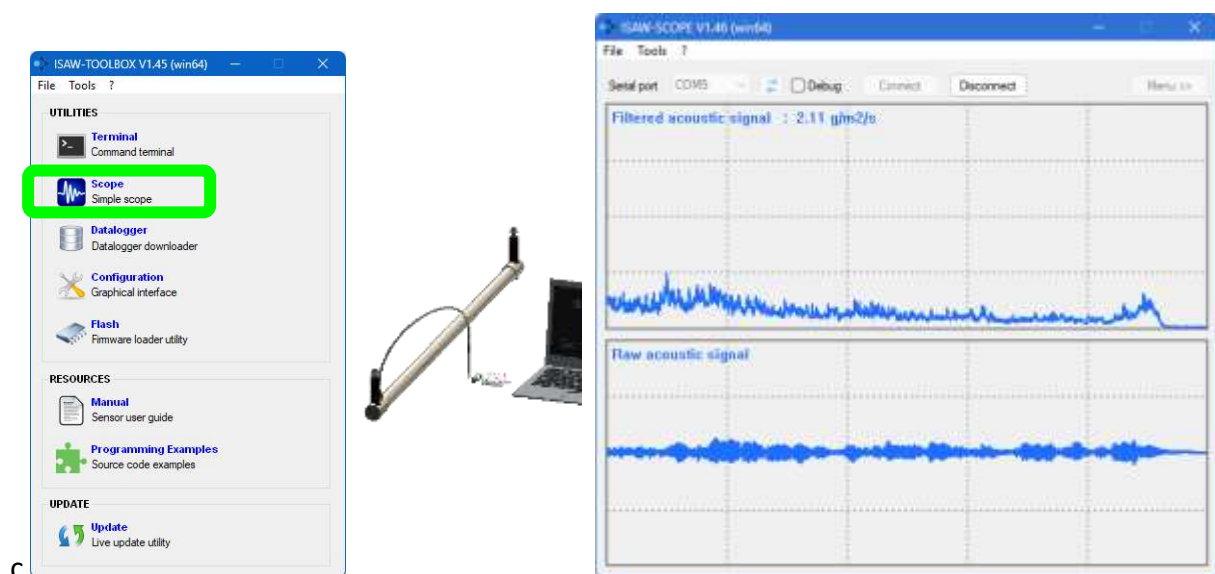 ISAW-TOOLBOX V1.45 (win64)
File Tools ?
UTILITIES
Terminal
Command terminal
Scope
Simple scope
Datalogger
Datalogger downloader
Configuration
Graphical interface
Flash
Firmware loader utility
RESOURCES
Manual
Sensor user guide
Programming Examples
Source code examples
UPDATE
Update
Live update utility
c
ISAW-SCOPE V1.46 (win64)
File Tools ?
Serial port COM5 Debug Connect Disconnect Menu >>
Filtered acoustic signal : 2.11 g/m2/s
Raw acoustic signal